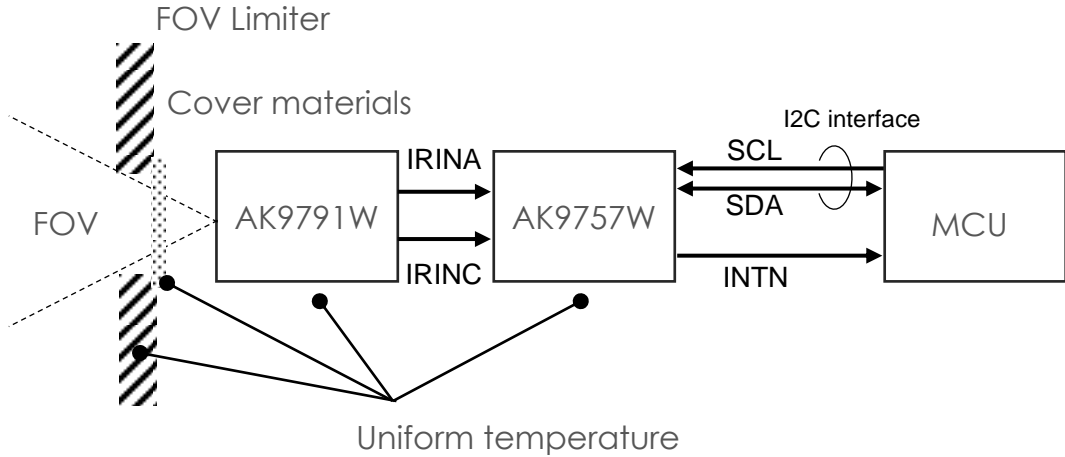 FOV Limiter
Cover materials
I2C interface
IRINA
SCL
FOV
AK9791W
AK9757W
SDA
MCU
IRINC
INTN
Uniform temperature